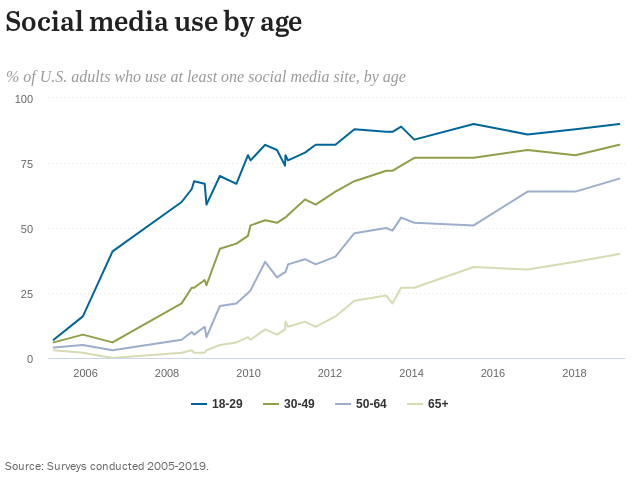 Social media use by age
% of U.S. adults who use at least one social media site, by age
100
75
50
25
0
2006 2008 2010 2012 2014 2016 2018
18-29 30-49 50-64 65+
Source: Surveys conducted 2005-2019.